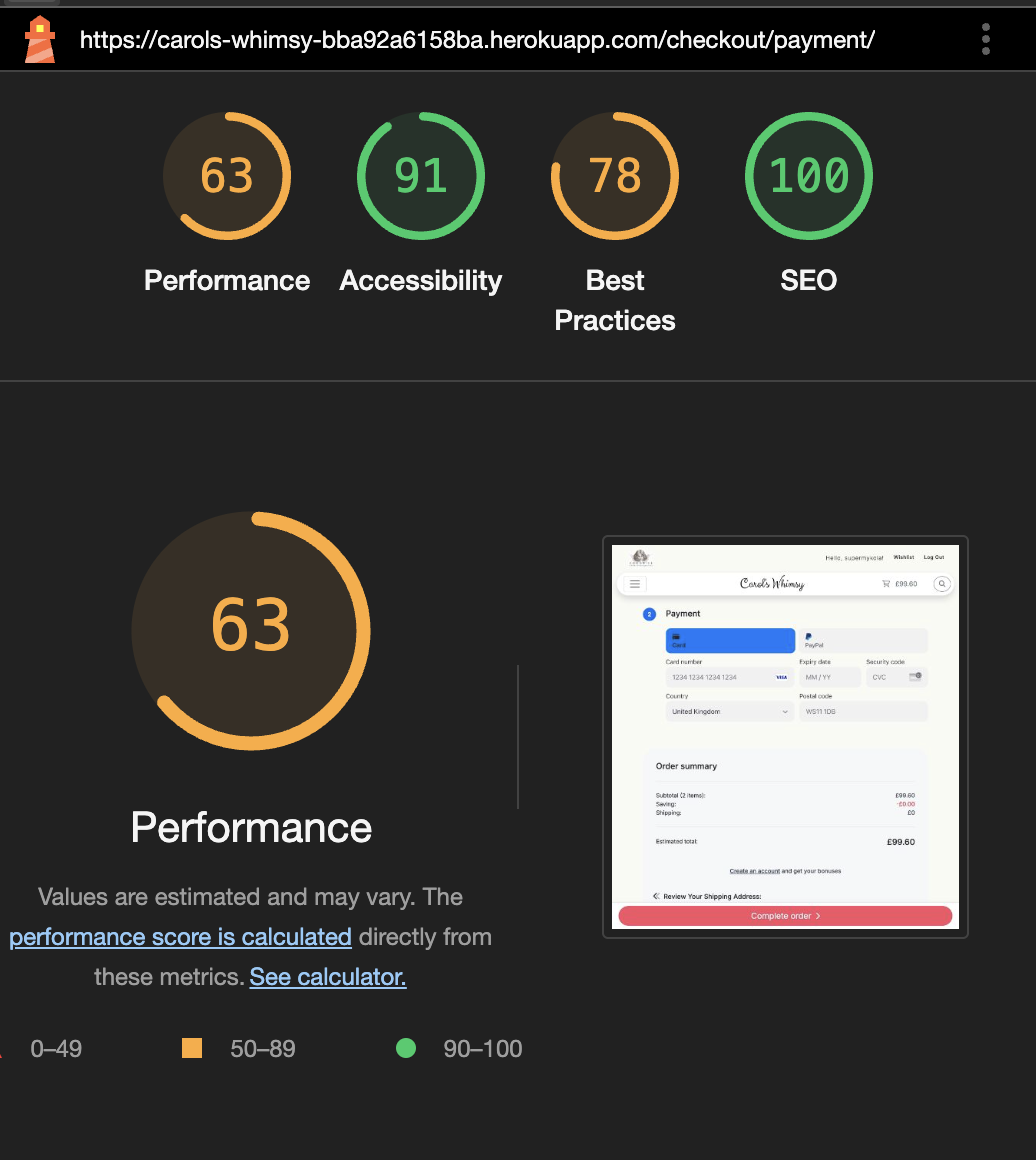 https://carols-whimsy-bba92a6158ba.herokuapp.com/checkout/payment/
63
91
78
100
Performance
Accessibility
Best
Practices
SEO
63
Performance
Values are estimated and may vary. The
performance score is calculated directly from
these metrics. See calculator.
0–49
50–89
90–100
Hello, supermykola!
Wishlist
Log Out
Carol's Whimsy
£99.60
2
Payment
Card
PayPal
Card number
Expiry date
Security code
1234 1234 1234 1234
VISA
MM / YY
CVC
Country
Postal code
United Kingdom
WS11 1DB
Order summary
Subtotal (2 items):
£99.60
Saving:
-£0.00
Shipping:
£0
Estimated total:
£99.60
Create an account and get your bonuses
Review Your Shipping Address:
Complete order